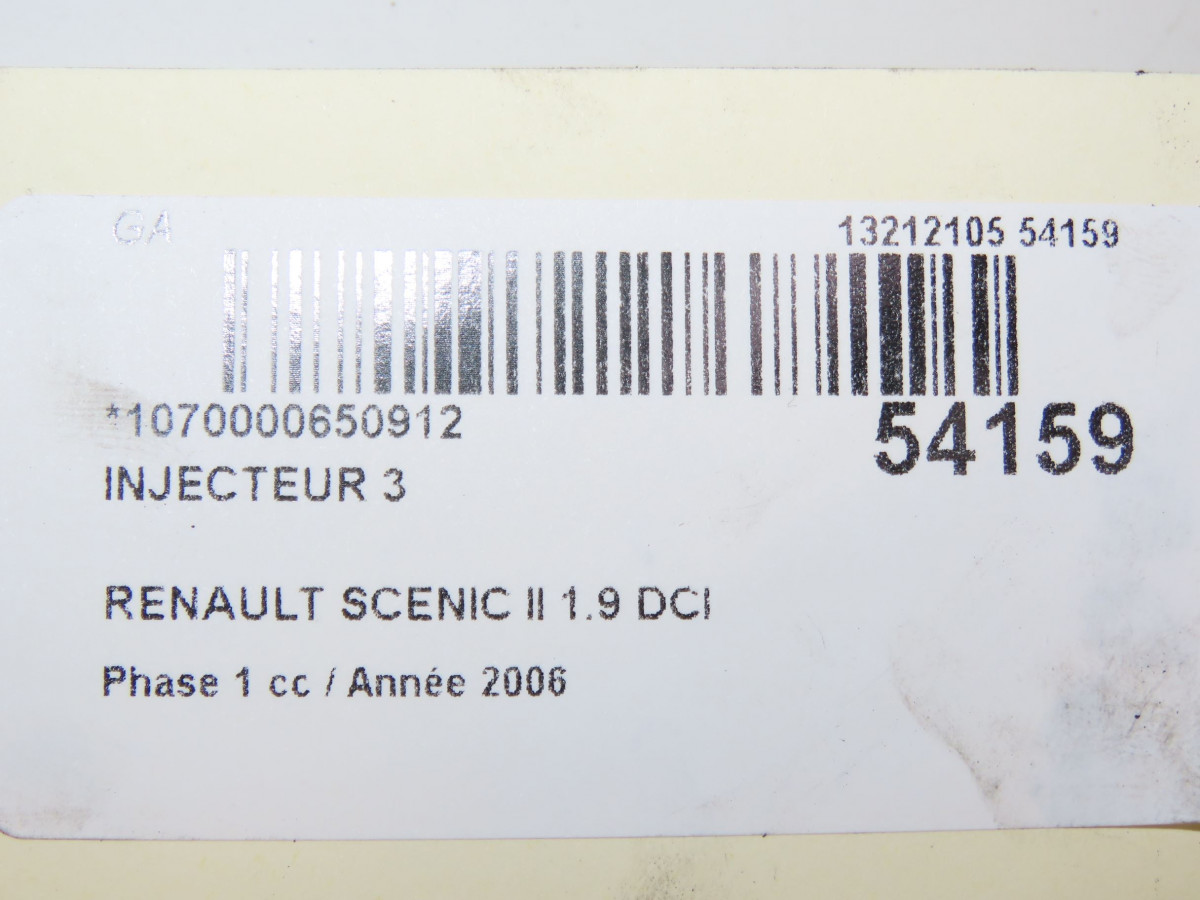 GA
13212105 54159
*1070000650912
54159
INJECTEUR 3
RENAULT SCENIC II 1.9 DCI
Phase 1 cc / Année 2006